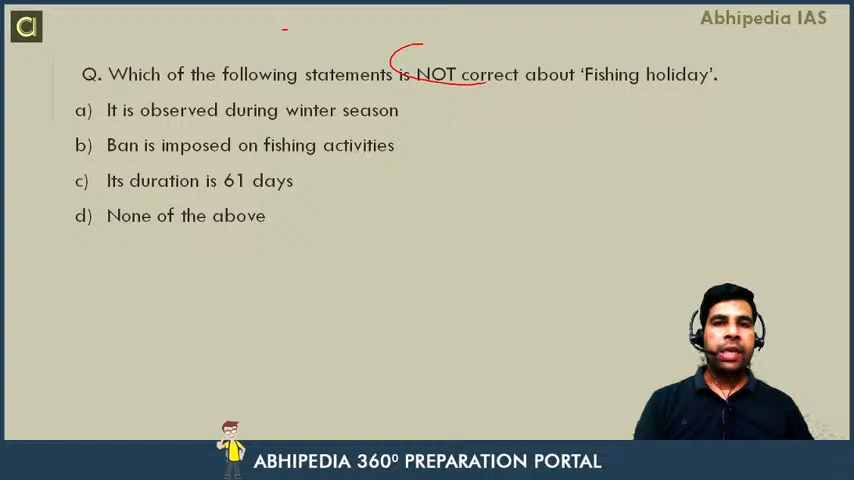 Abhipedia IAS
Q. Which of the following statements is NOT correct about ‘Fishing holiday’.
a) It is observed during winter season
b) Ban is imposed on fishing activities
c) Its duration is 61 days
d) None of the above
ABHIPEDIA 360⁰ PREPARATION PORTAL